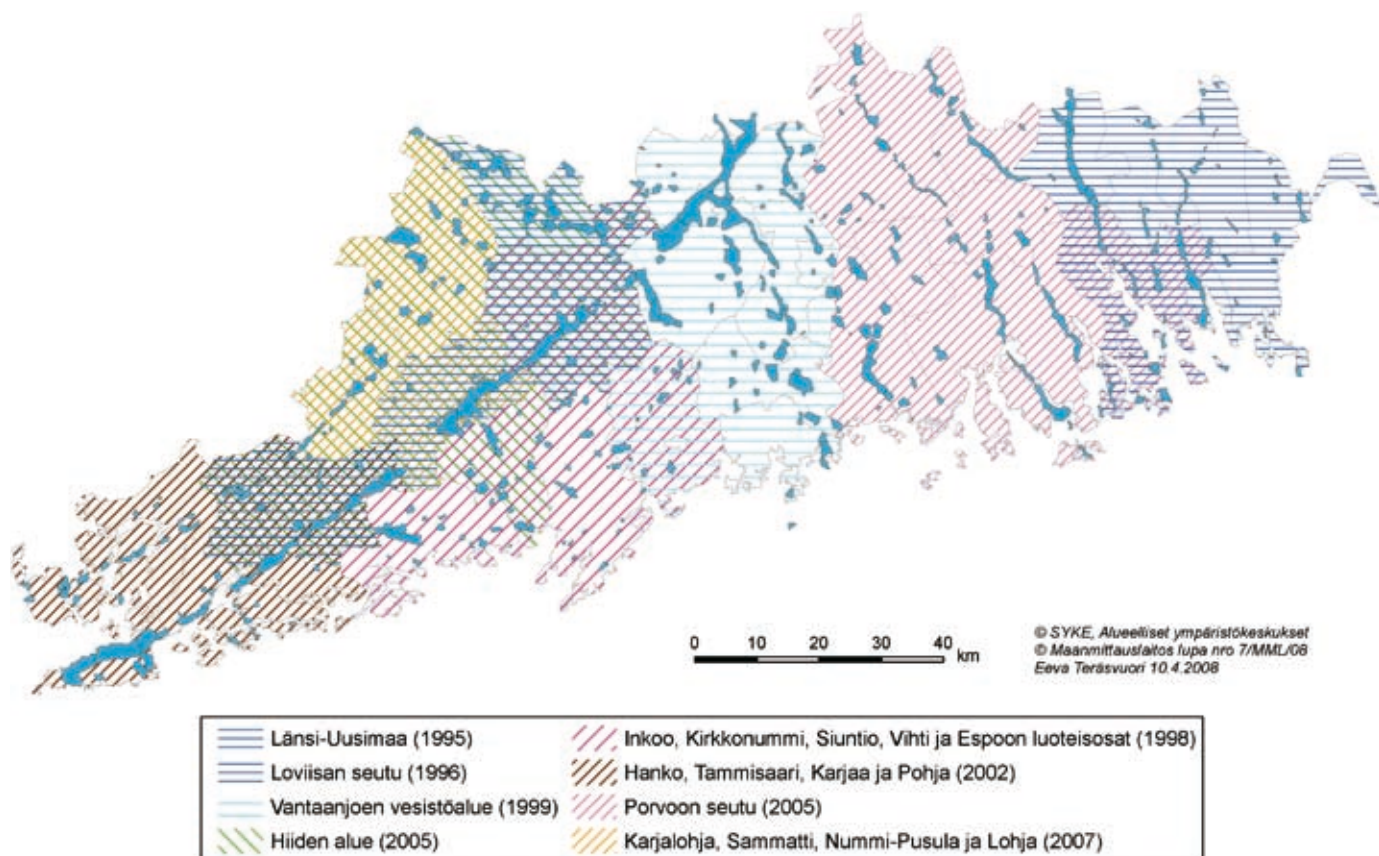 0 10 20 30 40 km
© SYKE, Alueelliset ympäristökeskukset
© Maanmittauslaitos lupa nro 7/MML/08
Eeva Teräsvuori 10.4.2008
Länsi-Uusimaa (1995)
Loviisan seutu (1996)
Vantaanjoen vesistöalue (1999)
Hiiden alue (2005)
Inkoo, Kirkkonummi, Siuntio, Vihti ja Espoon luoteisosat (1998)
Hanko, Tammisaari, Karjaa ja Pohja (2002)
Porvoon seutu (2005)
Karjalohja, Sammatti, Nummi-Pusula ja Lohja (2007)